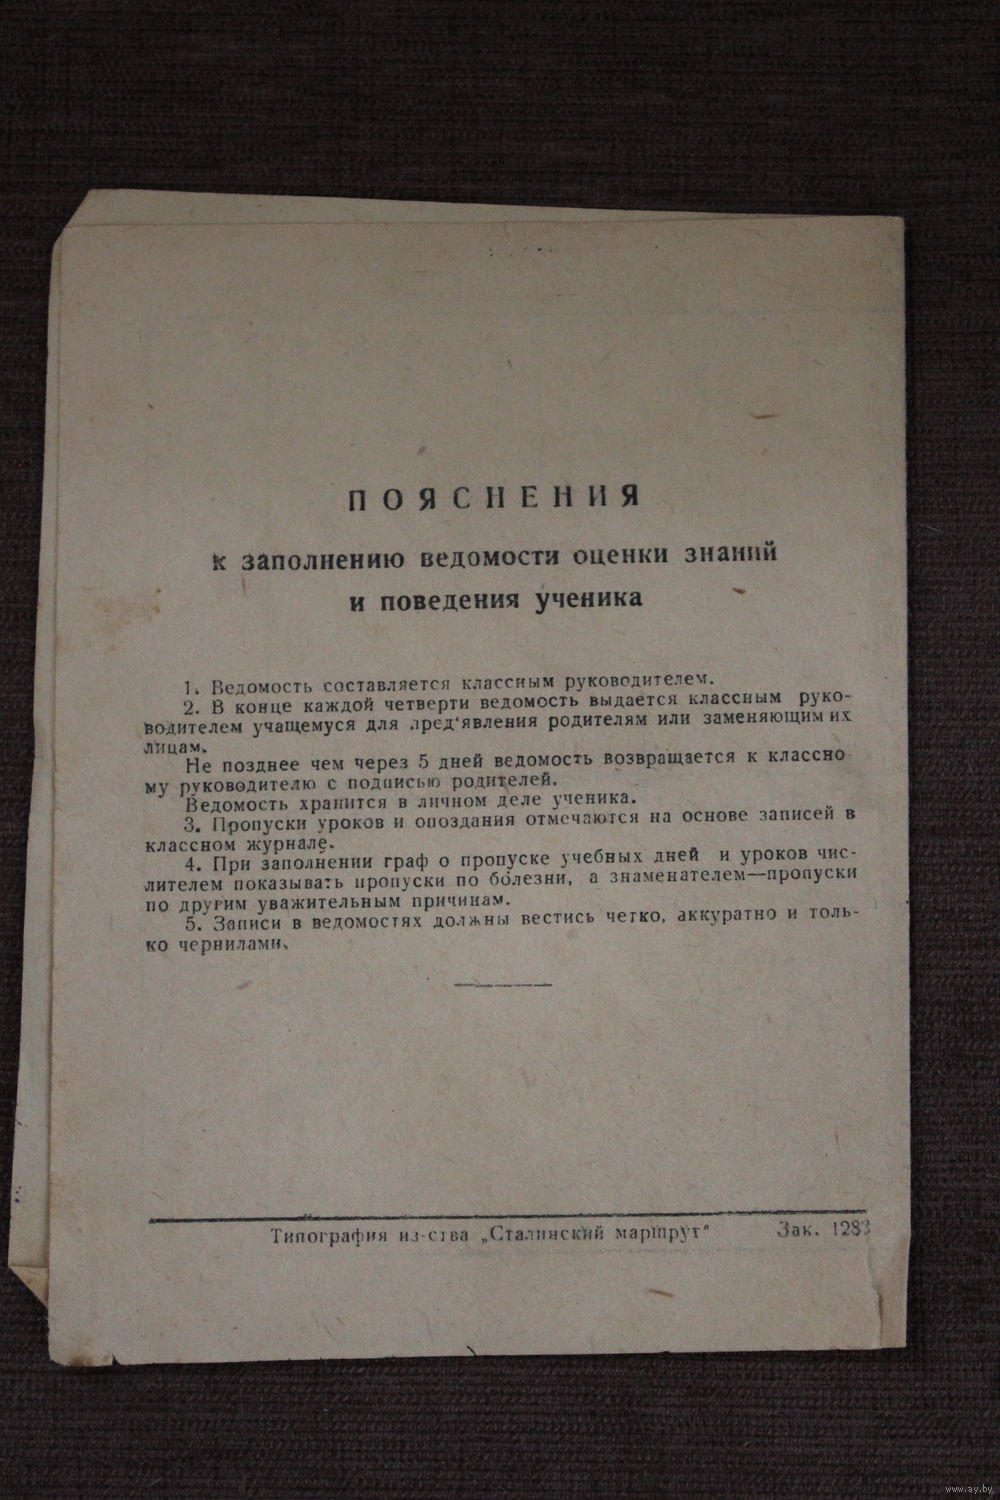 ПОЯСНЕНИЯ
к заполнению ведомости оценки знаний
и поведения ученика
1. Ведомость составляется классным руководителем.
2. В конце каждой четверти ведомость выдается классным руко-
водителем учащемуся для пред'явления родителям или заменяющим их
лицам.
Не позднее чем через 5 дней ведомость возвращается к классно-
му руководителю с подписью родителей.
Ведомость хранится в личном деле ученика.
3. Пропуски уроков и опоздания отмечаются на основе записей в
классном журнале.
4. При заполнении граф о пропуске учебных дней и уроков чис-
лителем показывать пропуски по болезни, а знаменателем—пропуски
по другим уважительным причинам.
5. Записи в ведомостях должны вестись четко, аккуратно и толь-
ко чернилами.
Типография из-ства „Сталинский маршрут" Зак. 1283
www.ay.by